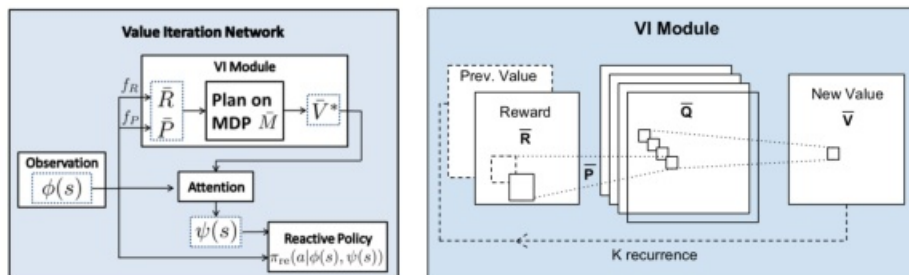 Value Iteration Network
VI Module
f_R
R̄
Plan on
MDP M̄
V̄*
f_P
P̄
Observation
ϕ(s)
Attention
ψ(s)
Reactive Policy
π_re(a|ϕ(s), ψ(s))
VI Module
Prev. Value
Reward
R̄
P̄
Q̄
New Value
V̄
K recurrence